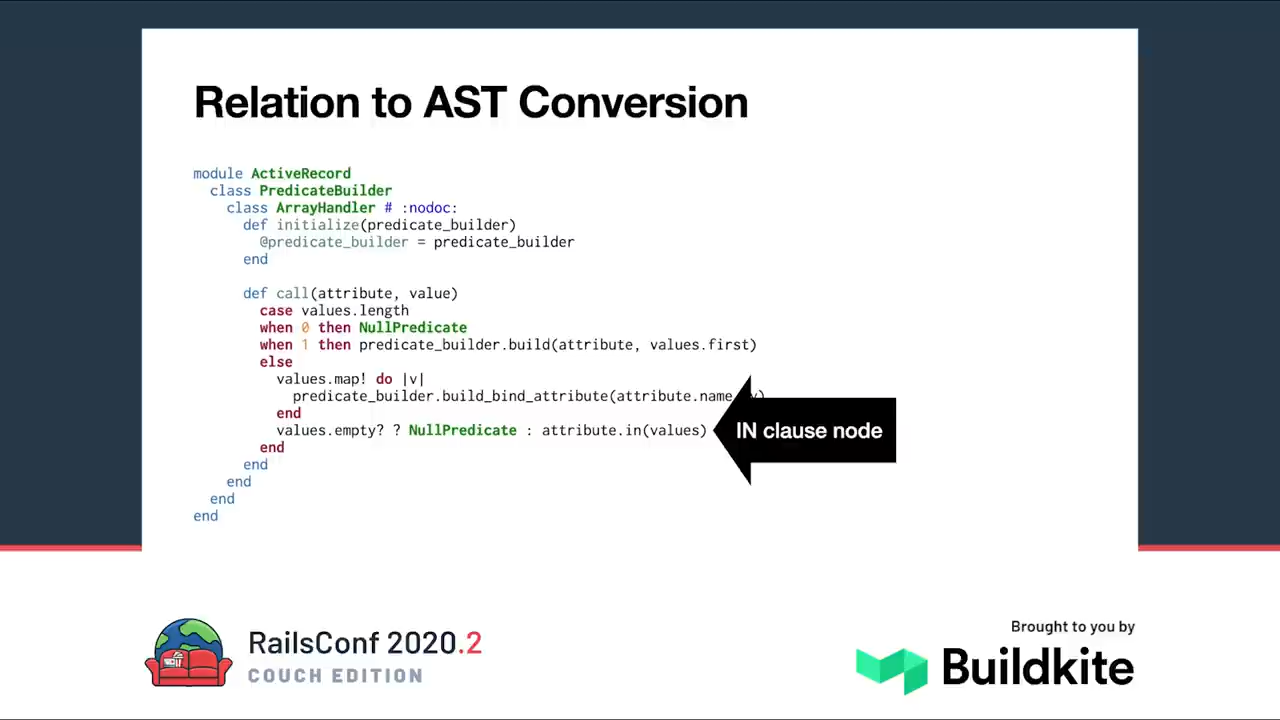 Relation to AST Conversion
module ActiveRecord
class PredicateBuilder
class ArrayHandler # :nodoc:
def initialize(predicate_builder)
@predicate_builder = predicate_builder
end
def call(attribute, value)
case values.length
when 0 then NullPredicate
when 1 then predicate_builder.build(attribute, values.first)
else
values.map! do |v|
predicate_builder.build_bind_attribute(attribute.name, v)
end
values.empty? ? NullPredicate : attribute.in(values)
IN clause node
end
end
end
end
end
RailsConf 2020.2
COUCH EDITION
Brought to you by
Buildkite